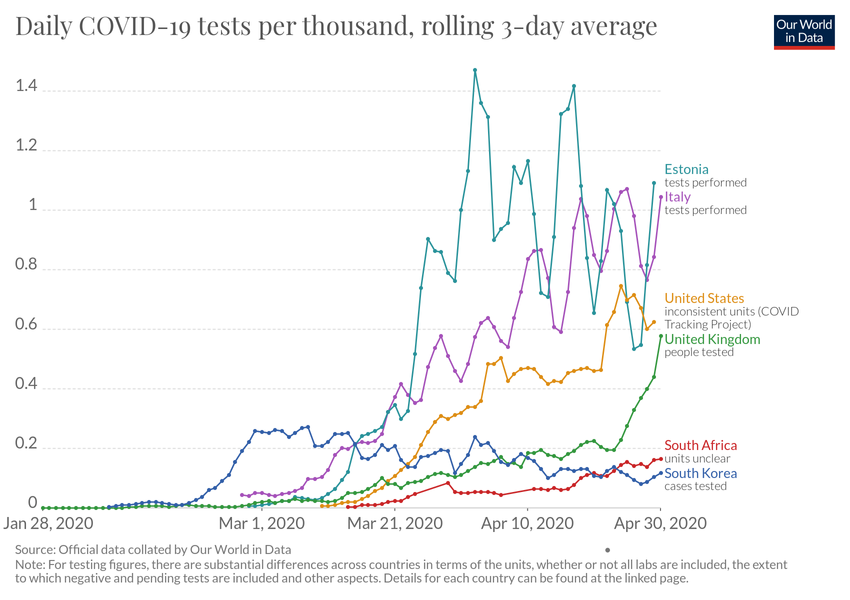 Daily COVID-19 tests per thousand, rolling 3-day average
Our World
in Data
1.4
1.2
1
0.8
0.6
0.4
0.2
0
Estonia
tests performed
Italy
tests performed
United States
inconsistent units (COVID
Tracking Project)
United Kingdom
people tested
South Africa
units unclear
South Korea
cases tested
Jan 28, 2020
Mar 1, 2020
Mar 21, 2020
Apr 10, 2020
Apr 30, 2020
Source: Official data collated by Our World in Data
Note: For testing figures, there are substantial differences across countries in terms of the units, whether or not all labs are included, the extent
to which negative and pending tests are included and other aspects. Details for each country can be found at the linked page.